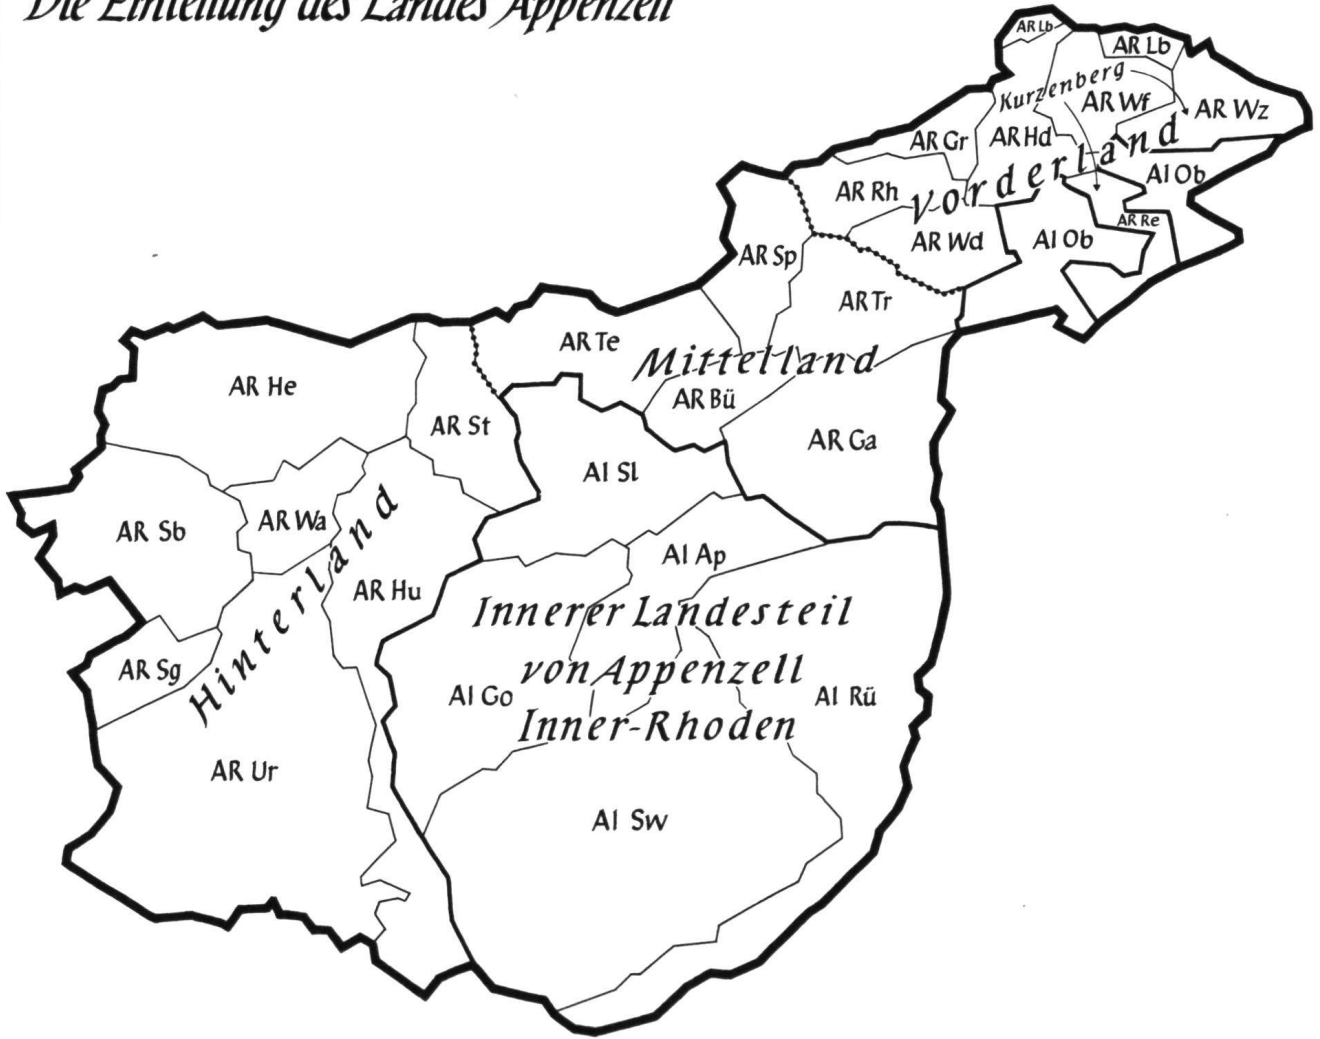 Die Einteilung des Landes Appenzell
AR Lb
AR Lb
Kurzenberg
AR Wf
AR Wz
AR Gr
AR Hd
Vorderland
AI Ob
AR Rh
AR Re
AR Wd
AI Ob
AR Sp
AR Tr
AR Te
Mittelland
AR He
AR Bü
AR St
AR Ga
AI Sl
AR Sb
AR Wa
Hinterland
AI Ap
AR Hu
Innerer Landesteil
von Appenzell
Inner-Rhoden
AR Sg
AI Go
AI Rü
AR Ur
AI Sw